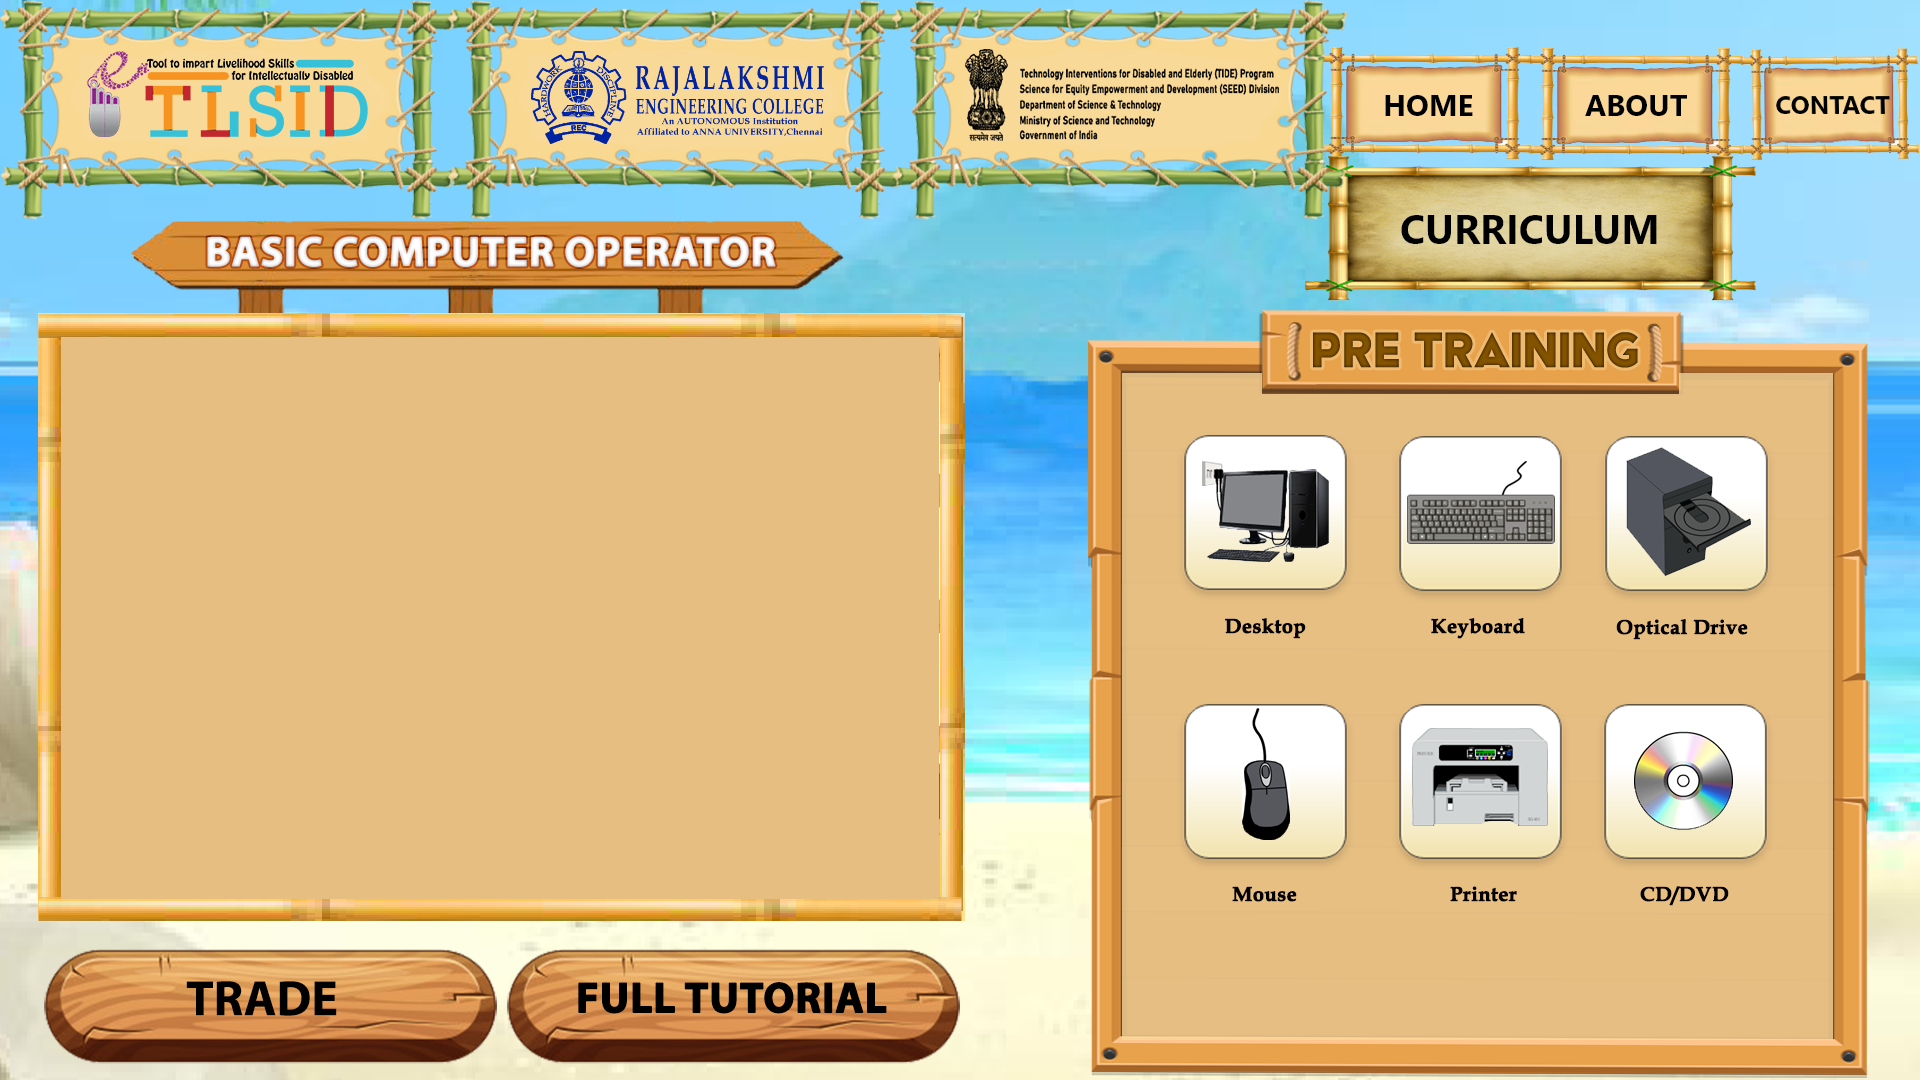 Tool to impart Livelihood Skills
for Intellectually Disabled
eTLSID
HARDWORK DISCIPLINE
REC
RAJALAKSHMI
ENGINEERING COLLEGE
An AUTONOMOUS Institution
Affiliated to ANNA UNIVERSITY,Chennai
सत्यमेव जयते
Technology Interventions for Disabled and Elderly (TIDE) Program
Science for Equity Empowerment and Development (SEED) Division
Department of Science & Technology
Ministry of Science and Technology
Government of India
HOME
ABOUT
CONTACT
CURRICULUM
BASIC COMPUTER OPERATOR
PRE TRAINING
Desktop
Keyboard
Optical Drive
Mouse
Printer
CD/DVD
TRADE
FULL TUTORIAL